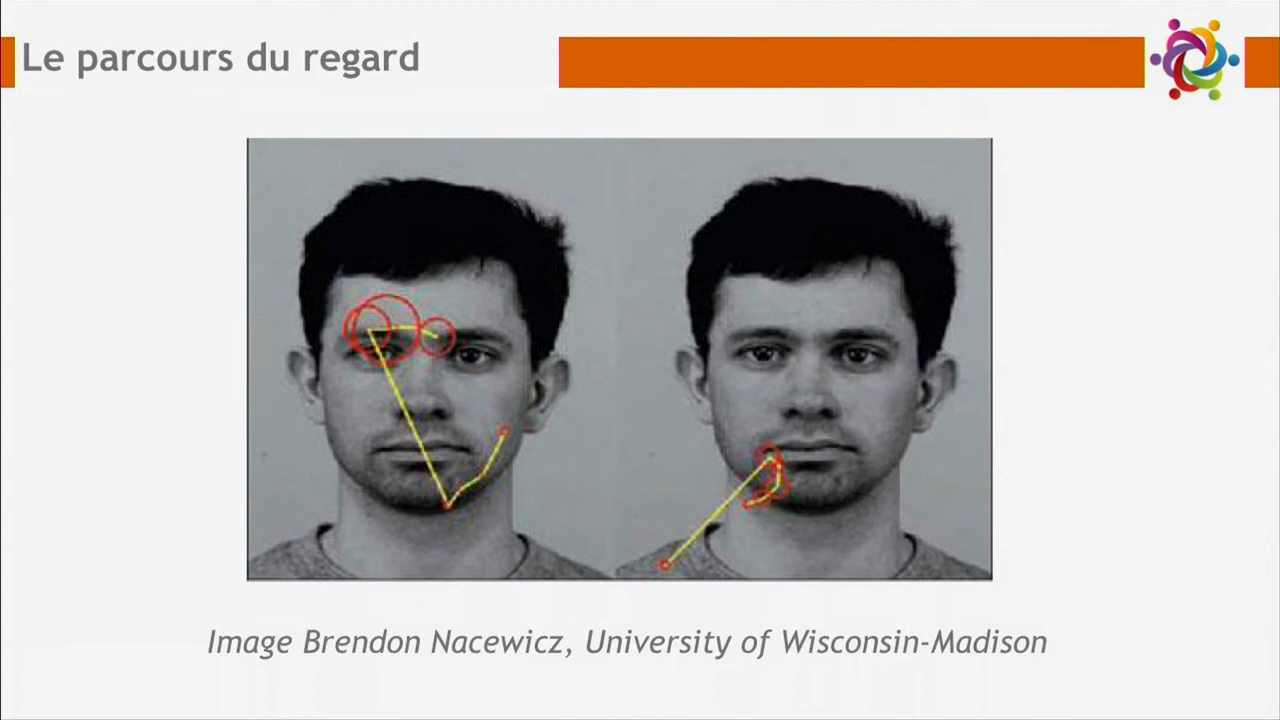 Le parcours du regard
Image Brendon Nacewicz, University of Wisconsin-Madison